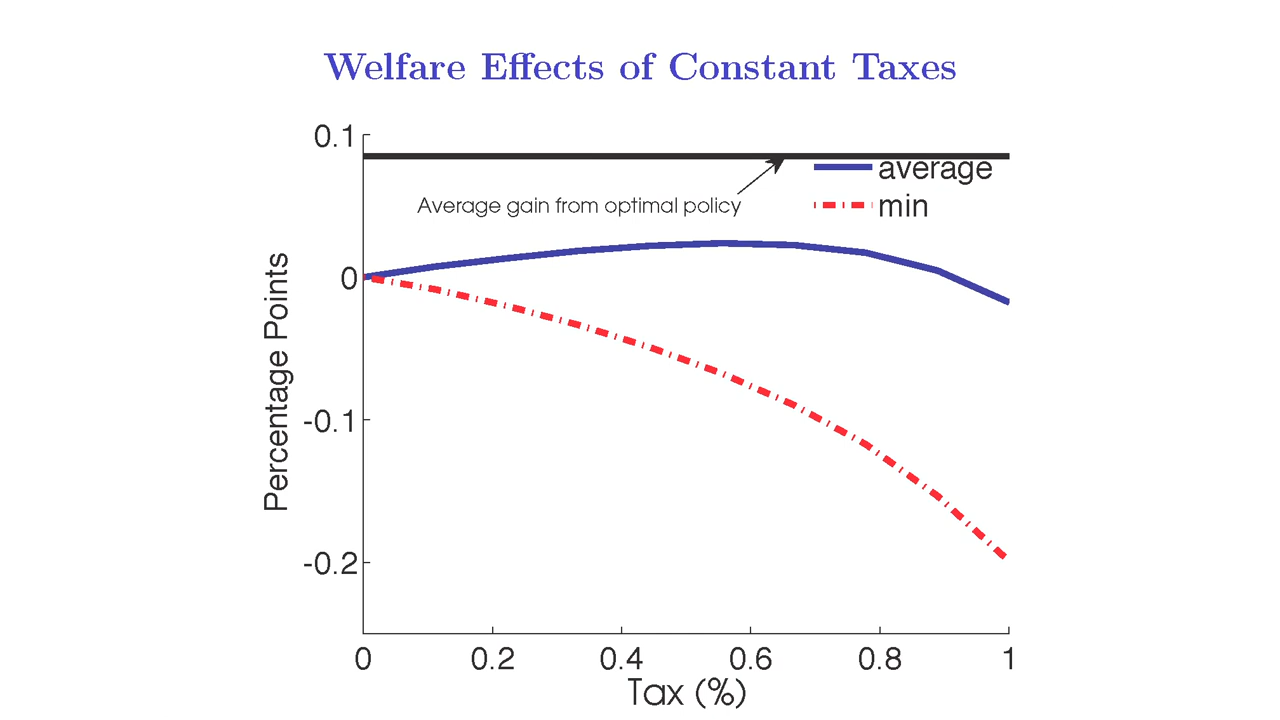 Welfare Effects of Constant Taxes
0.1
average
Average gain from optimal policy
min
0
Percentage Points
-0.1
-0.2
0 0.2 0.4 0.6 0.8 1
Tax (%)